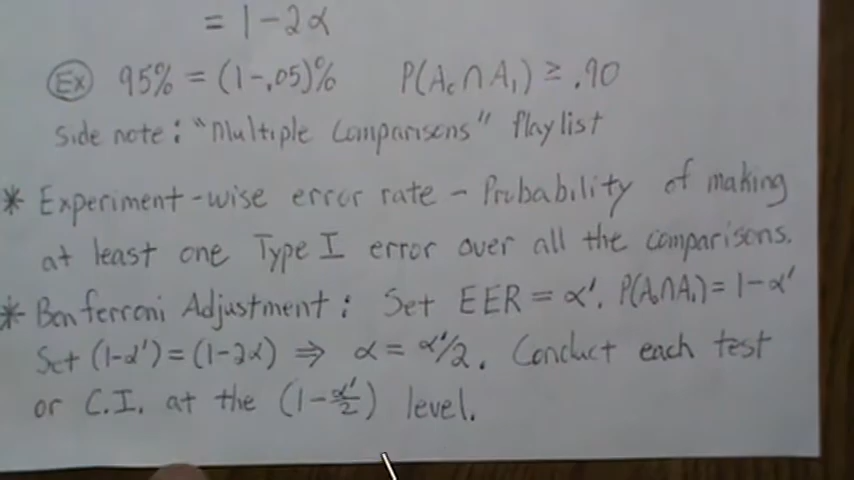 = 1 - 2α
Ex 95% = (1-.05)% P(A₀∩A₁) ≥ .90
Side note: "Multiple Comparisons" Playlist
* Experiment-wise error rate - Probability of making
at least one Type I error over all the comparisons.
* Bonferroni Adjustment: Set EER = α'. P(A₀∩A₁) = 1-α'
Set (1-α') = (1-2α) ⇒ α = α'/2. Conduct each test
or C.I. at the (1-α'/2) level.